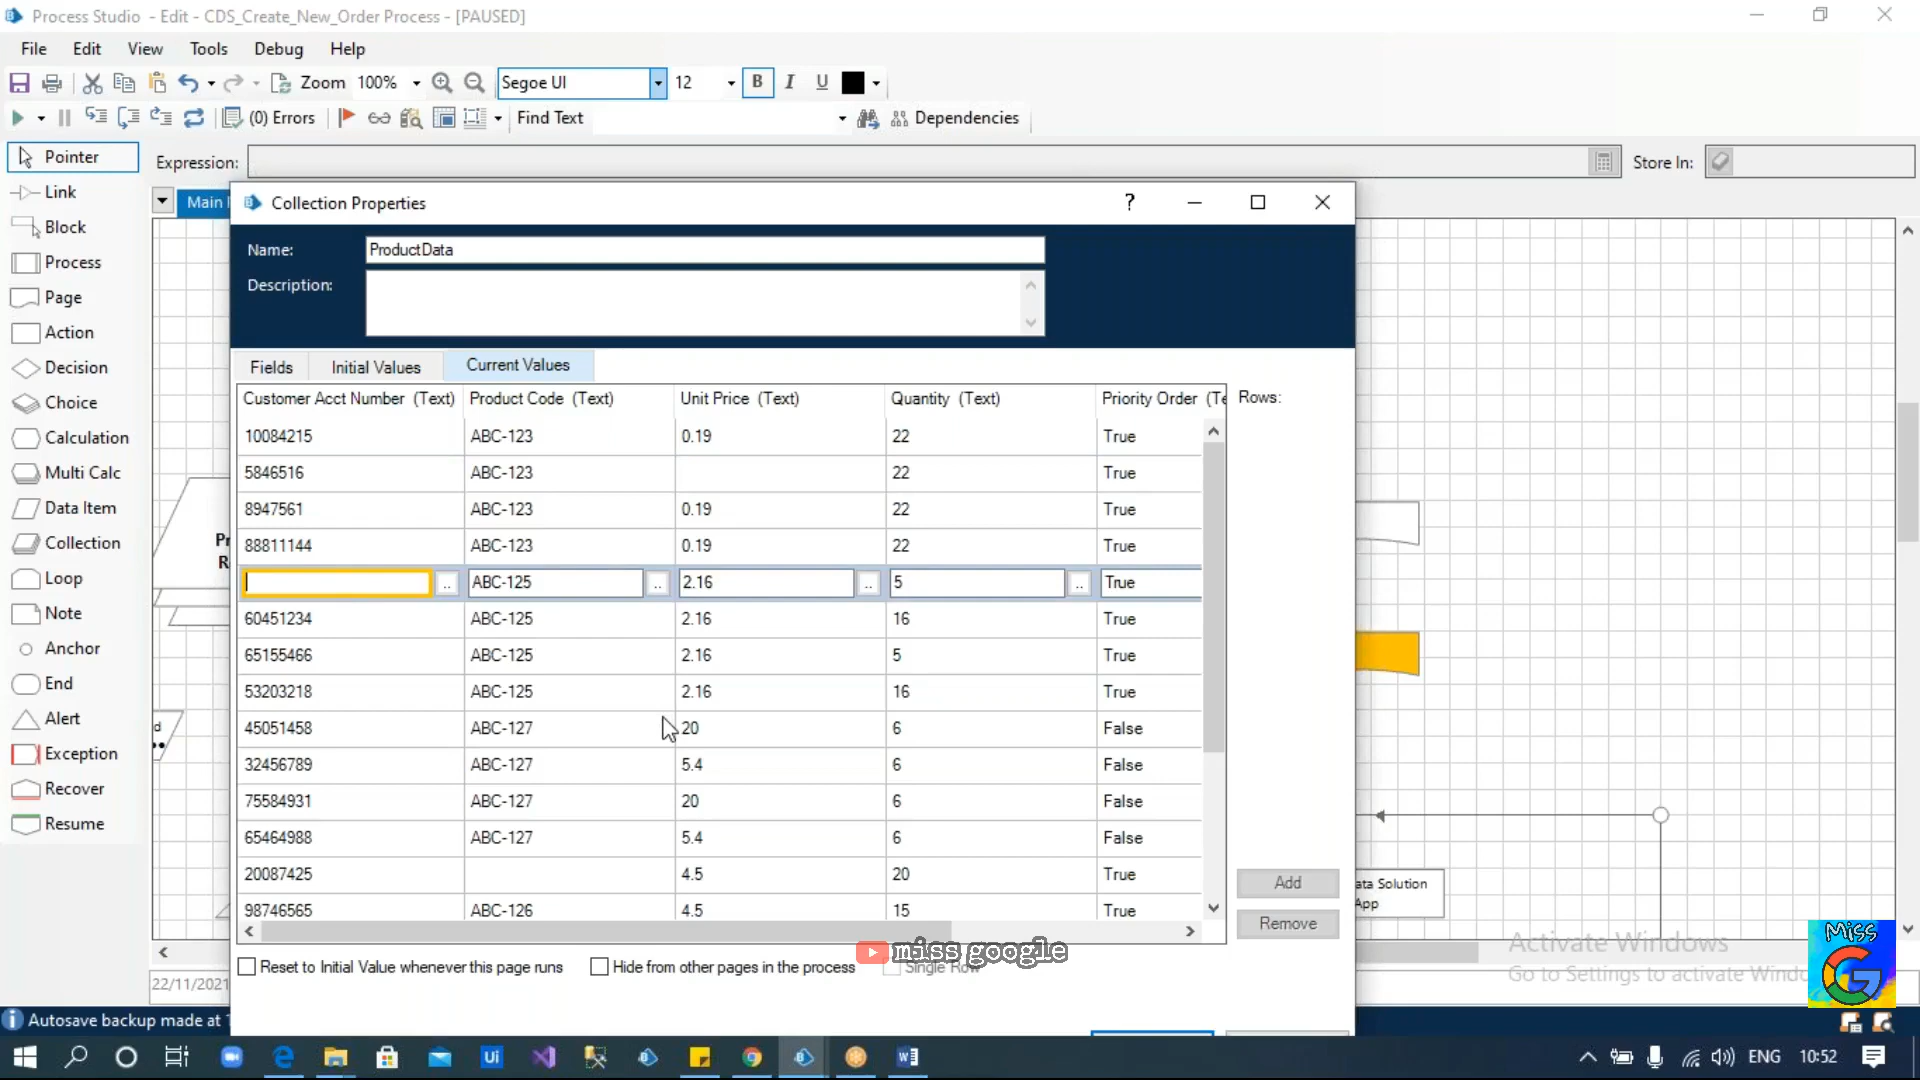 Process Studio - Edit - CDS_Create_New_Order Process - [PAUSED]
File Edit View Tools Debug Help
Zoom 100% Segoe UI 12 B I U
(0) Errors Find Text Dependencies
Pointer Expression: Store In:
Link Main
Block
Process
Page
Action
Decision
Choice
Calculation
Multi Calc
Data Item
Collection
Loop
Note
Anchor
End
Alert
Exception
Recover
Resume
Collection Properties ?
Name: ProductData
Description:
Fields Initial Values Current Values
Customer Acct Number (Text) Product Code (Text) Unit Price (Text) Quantity (Text) Priority Order (Te Rows:
10084215 ABC-123 0.19 22 True
5846516 ABC-123 22 True
8947561 ABC-123 0.19 22 True
88811144 ABC-123 0.19 22 True
.. ABC-125 .. 2.16 .. 5 .. True
60451234 ABC-125 2.16 16 True
65155466 ABC-125 2.16 5 True
53203218 ABC-125 2.16 16 True
45051458 ABC-127 20 6 False
32456789 ABC-127 5.4 6 False
75584931 ABC-127 20 6 False
65464988 ABC-127 5.4 6 False
20087425 4.5 20 True
98746565 ABC-126 4.5 15 True
Add
Remove
Reset to Initial Value whenever this page runs Hide from other pages in the process Single Row
miss google
ata Solution
App
Activate Windows
Go to Settings to activate Windo
Miss
G
22/11/2021
Autosave backup made at 1
Ui ENG 10:52